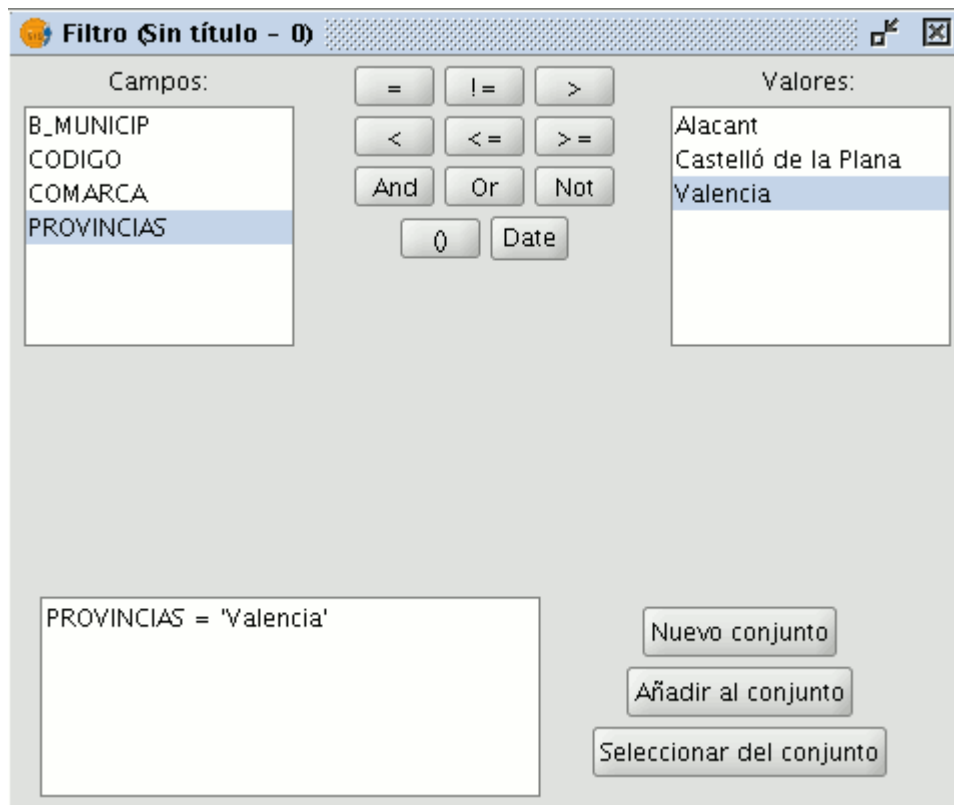 Filtro (Sin título - 0)
Campos:
B_MUNICIP
CODIGO
COMARCA
PROVINCIAS
= != >
< <= >=
And Or Not
() Date
Valores:
Alacant
Castelló de la Plana
Valencia
PROVINCIAS = 'Valencia'
Nuevo conjunto
Añadir al conjunto
Seleccionar del conjunto